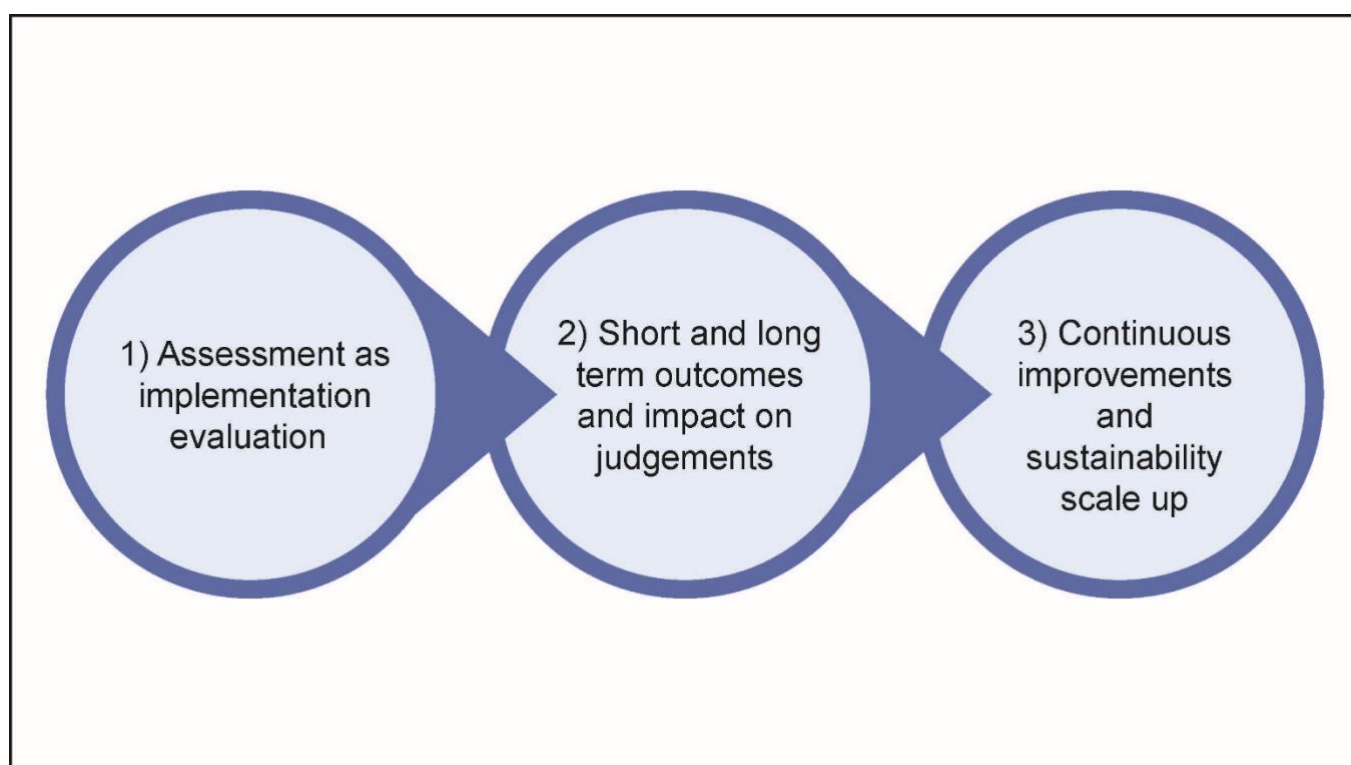 1) Assessment as
implementation
evaluation
2) Short and long
term outcomes
and impact on
judgements
3) Continuous
improvements
and
sustainability
scale up